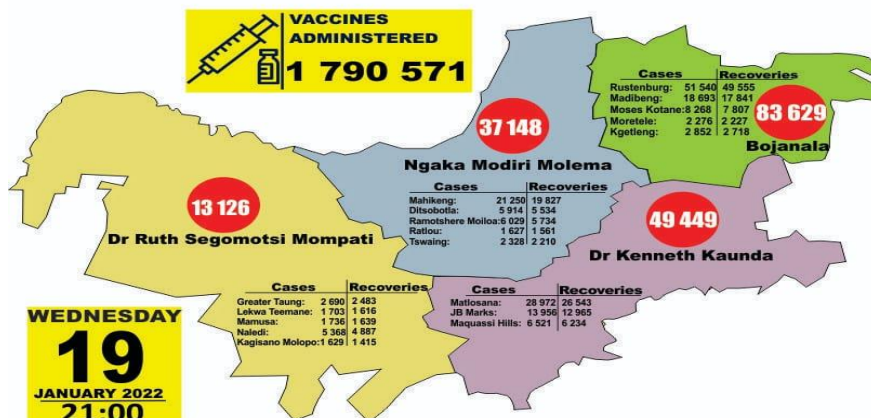 VACCINES
ADMINISTERED
1 790 571
Cases Recoveries
Rustenburg: 51 540 49 555
Madibeng: 18 693 17 841
Moses Kotane: 8 268 7 807
Moretele: 2 276 2 227
Kgetleng: 2 852 2 718
83 629
Bojanala
37 148
Ngaka Modiri Molema
Cases Recoveries
Mahikeng: 21 250 19 827
Ditsobotla: 5 914 5 534
Ramotshere Moiloa: 6 029 5 734
Ratlou: 1 627 1 561
Tswaing: 2 328 2 210
13 126
Dr Ruth Segomotsi Mompati
49 449
Dr Kenneth Kaunda
Cases Recoveries
Greater Taung: 2 690 2 483
Lekwa Teemane: 1 703 1 616
Mamusa: 1 736 1 639
Naledi: 5 368 4 887
Kagisano Molopo: 1 629 1 415
Cases Recoveries
Matlosana: 28 972 26 543
JB Marks: 13 956 12 965
Maquassi Hills: 6 521 6 234
WEDNESDAY
19
JANUARY 2022
21:00